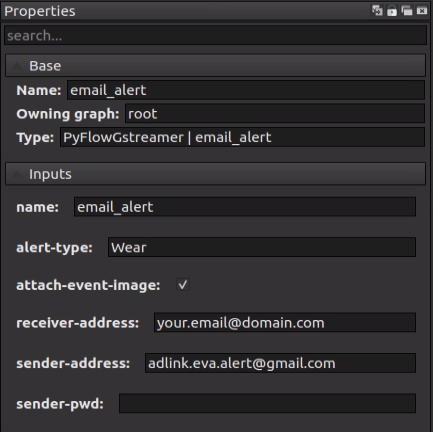 Properties
search...
Base
Name: email_alert
Owning graph: root
Type: PyFlowGstreamer | email_alert
Inputs
name: email_alert
alert-type: Wear
attach-event-image: ✓
receiver-address: your.email@domain.com
sender-address: adlink.eva.alert@gmail.com
sender-pwd: